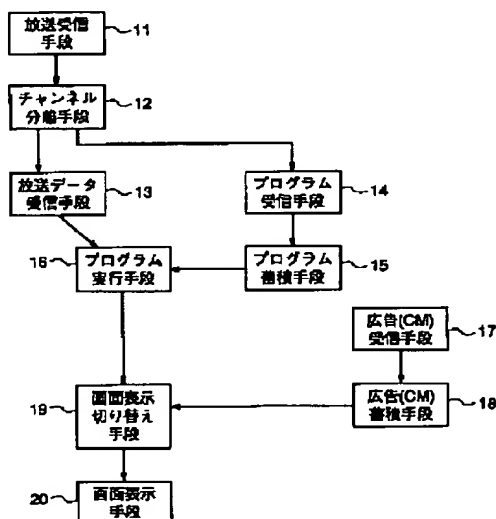 放送受信
手段
11
チャンネル
分離手段
12
放送データ
受信手段
13
プログラム
受信手段
14
16
プログラム
実行手段
プログラム
蓄積手段
15
広告(CM)
受信手段
17
19
画面表示
切り替え
手段
広告(CM)
蓄積手段
18
20
画面表示
手段